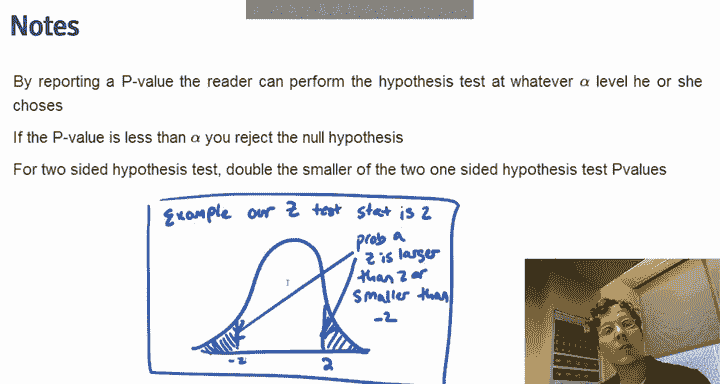 Notes
By reporting a P-value the reader can perform the hypothesis test at whatever α level he or she
choses
If the P-value is less than α you reject the null hypothesis
For two sided hypothesis test, double the smaller of the two one sided hypothesis test Pvalues
Example our Z test stat is 2
prob a
Z is larger
than 2 or
smaller than
-2
-2
2